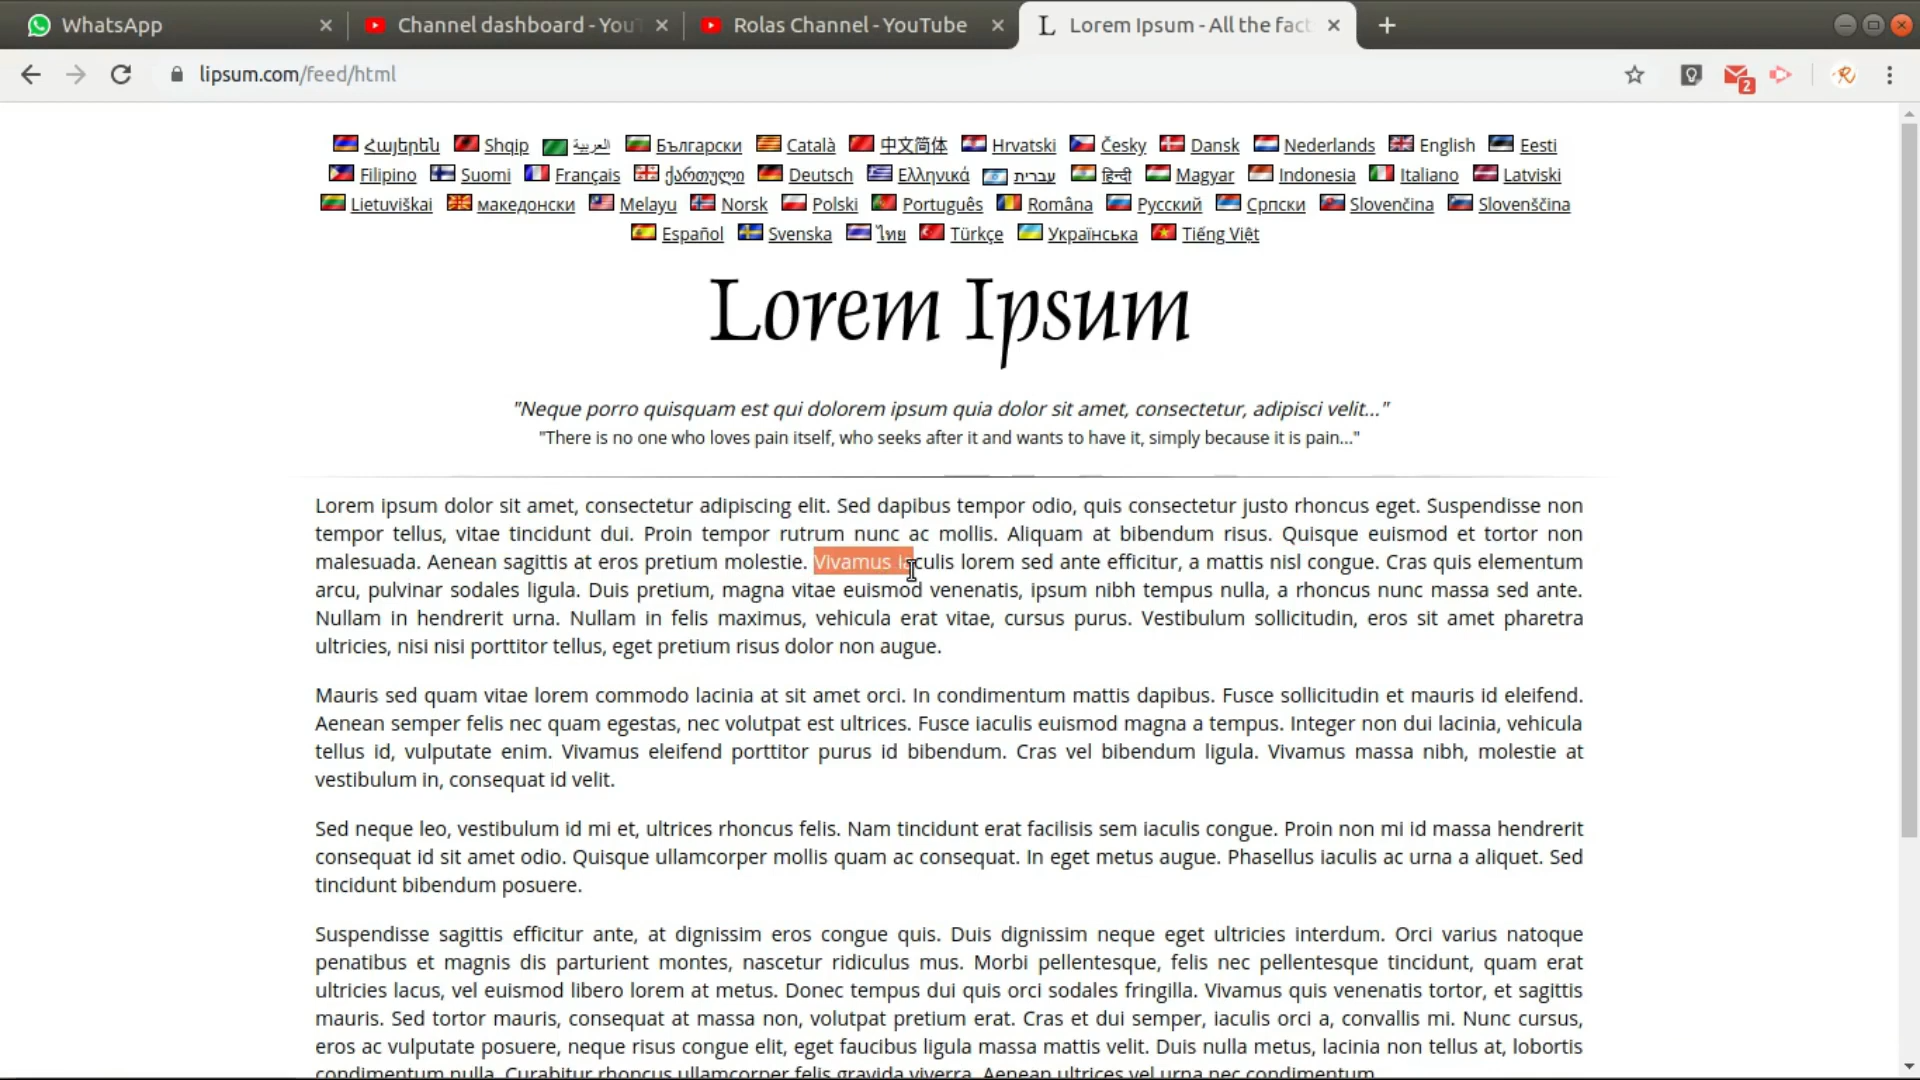 WhatsApp
Channel dashboard - YouT
Rolas Channel - YouTube
Lorem Ipsum - All the fact
lipsum.com/feed/html
2
Հայերեն Shqip العربية Български Català 中文简体 Hrvatski Česky Dansk Nederlands English Eesti
Filipino Suomi Français ქართული Deutsch Ελληνικά עברית हिन्दी Magyar Indonesia Italiano Latviski
Lietuviškai македонски Melayu Norsk Polski Português Româna Pyccкий Српски Slovenčina Slovenščina
Español Svenska ไทย Türkçe Українська Tiếng Việt
Lorem Ipsum
"Neque porro quisquam est qui dolorem ipsum quia dolor sit amet, consectetur, adipisci velit..."
"There is no one who loves pain itself, who seeks after it and wants to have it, simply because it is pain..."
Lorem ipsum dolor sit amet, consectetur adipiscing elit. Sed dapibus tempor odio, quis consectetur justo rhoncus eget. Suspendisse non
tempor tellus, vitae tincidunt dui. Proin tempor rutrum nunc ac mollis. Aliquam at bibendum risus. Quisque euismod et tortor non
malesuada. Aenean sagittis at eros pretium molestie. Vivamus iaculis lorem sed ante efficitur, a mattis nisl congue. Cras quis elementum
arcu, pulvinar sodales ligula. Duis pretium, magna vitae euismod venenatis, ipsum nibh tempus nulla, a rhoncus nunc massa sed ante.
Nullam in hendrerit urna. Nullam in felis maximus, vehicula erat vitae, cursus purus. Vestibulum sollicitudin, eros sit amet pharetra
ultricies, nisi nisi porttitor tellus, eget pretium risus dolor non augue.
Mauris sed quam vitae lorem commodo lacinia at sit amet orci. In condimentum mattis dapibus. Fusce sollicitudin et mauris id eleifend.
Aenean semper felis nec quam egestas, nec volutpat est ultrices. Fusce iaculis euismod magna a tempus. Integer non dui lacinia, vehicula
tellus id, vulputate enim. Vivamus eleifend porttitor purus id bibendum. Cras vel bibendum ligula. Vivamus massa nibh, molestie at
vestibulum in, consequat id velit.
Sed neque leo, vestibulum id mi et, ultrices rhoncus felis. Nam tincidunt erat facilisis sem iaculis congue. Proin non mi id massa hendrerit
consequat id sit amet odio. Quisque ullamcorper mollis quam ac consequat. In eget metus augue. Phasellus iaculis ac urna a aliquet. Sed
tincidunt bibendum posuere.
Suspendisse sagittis efficitur ante, at dignissim eros congue quis. Duis dignissim neque eget ultricies interdum. Orci varius natoque
penatibus et magnis dis parturient montes, nascetur ridiculus mus. Morbi pellentesque, felis nec pellentesque tincidunt, quam erat
ultricies lacus, vel euismod libero lorem at metus. Donec tempus dui quis orci sodales fringilla. Vivamus quis venenatis tortor, et sagittis
mauris. Sed tortor mauris, consequat at massa non, volutpat pretium erat. Cras et dui semper, iaculis orci a, convallis mi. Nunc cursus,
eros ac vulputate posuere, neque risus congue elit, eget faucibus ligula massa mattis velit. Duis nulla metus, lacinia non tellus at, lobortis
condimentum nulla. Curabitur rhoncus ullamcorper felis gravida viverra. Aenean ultrices vel urna nec condimentum.